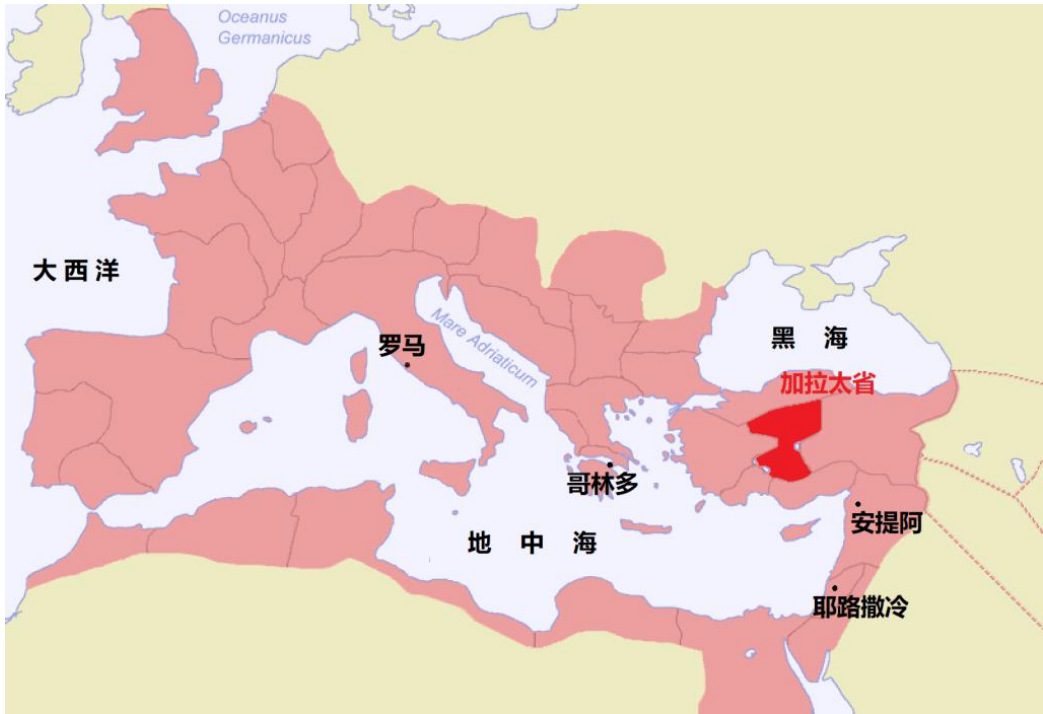 Oceanus
Germanicus
大西洋
黑 海
罗马
Mare Adriaticum
加拉太省
哥林多
安提阿
地 中 海
耶路撒冷